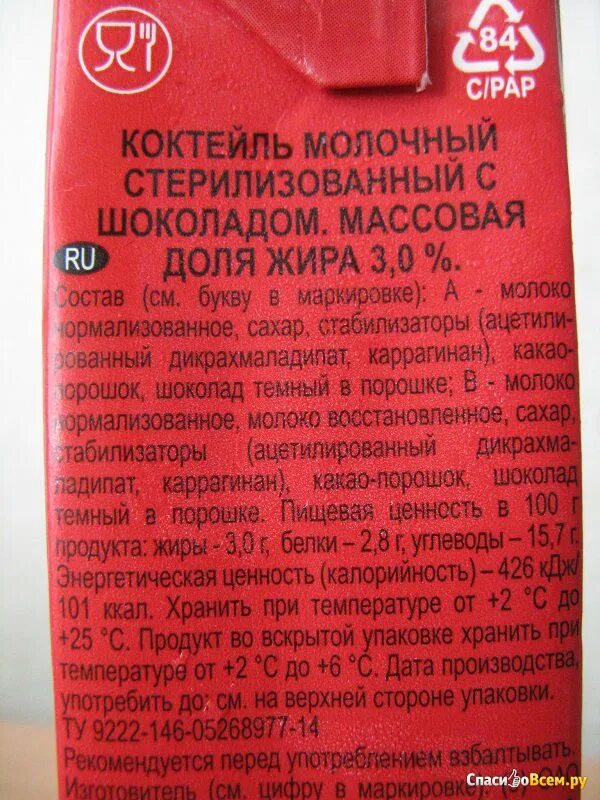 84
C/PAP
КОКТЕЙЛЬ МОЛОЧНЫЙ
СТЕРИЛИЗОВАННЫЙ С
ШОКОЛАДОМ. МАССОВАЯ
RU ДОЛЯ ЖИРА 3,0 %.
Состав (см. букву в маркировке): А - молоко
нормализованное, сахар, стабилизаторы (ацетили-
рованный дикрахмаладипат, каррагинан), какао-
порошок, шоколад темный в порошке; В - молоко
нормализованное, молоко восстановленное, сахар,
стабилизаторы (ацетилированный дикрахма-
ладипат, каррагинан), какао-порошок, шоколад
темный в порошке. Пищевая ценность в 100 г
продукта: жиры - 3,0 г, белки – 2,8 г, углеводы – 15,7 г.
Энергетическая ценность (калорийность) – 426 кДж/
101 ккал. Хранить при температуре от +2 °С до
+25 °С. Продукт во вскрытой упаковке хранить при
температуре от +2 °С до +6 °С. Дата производства,
употребить до: см. на верхней стороне упаковки.
ТУ 9222-146-05268977-14
Рекомендуется перед употреблением взбалтывать.
Изготовитель (см. цифру в маркировке)
СпасибоВсем.ру